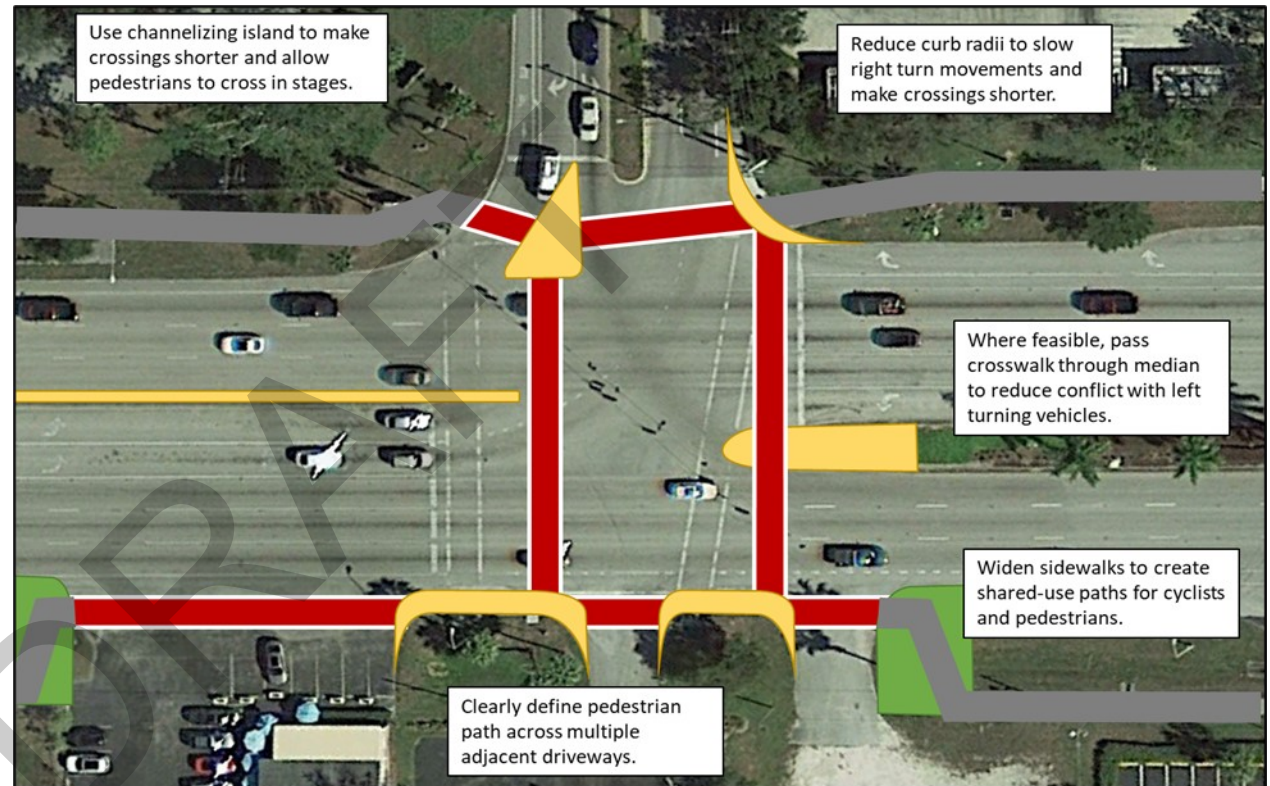 Use channelizing island to make
crossings shorter and allow
pedestrians to cross in stages.
Reduce curb radii to slow
right turn movements and
make crossings shorter.
Where feasible, pass
crosswalk through median
to reduce conflict with left
turning vehicles.
Widen sidewalks to create
shared-use paths for cyclists
and pedestrians.
Clearly define pedestrian
path across multiple
adjacent driveways.
DRAFT